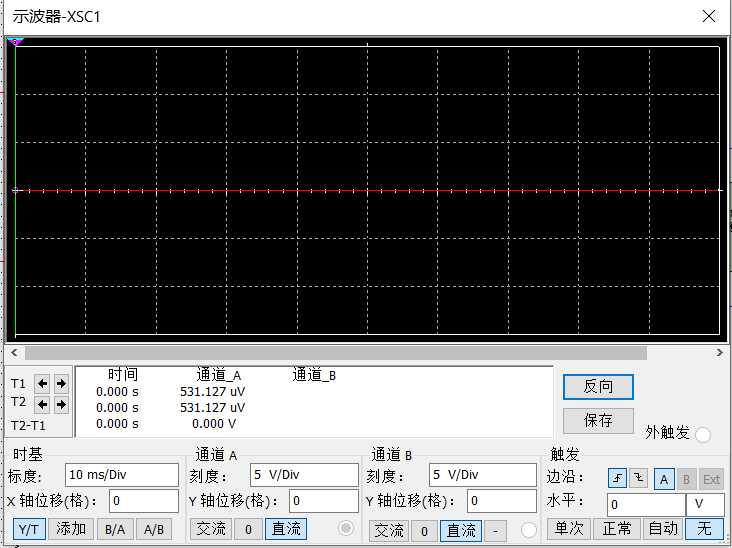 示波器-XSC1
时间 通道_A 通道_B
T1 0.000 s 531.127 uV
T2 0.000 s 531.127 uV
T2-T1 0.000 s 0.000 V
反向
保存
外触发
时基
标度: 10 ms/Div
X 轴位移(格): 0
Y/T 添加 B/A A/B
通道 A
刻度: 5 V/Div
Y 轴位移(格): 0
交流 0 直流
通道 B
刻度: 5 V/Div
Y 轴位移(格): 0
交流 0 直流 -
触发
边沿: A B Ext
水平: 0 V
单次 正常 自动 无